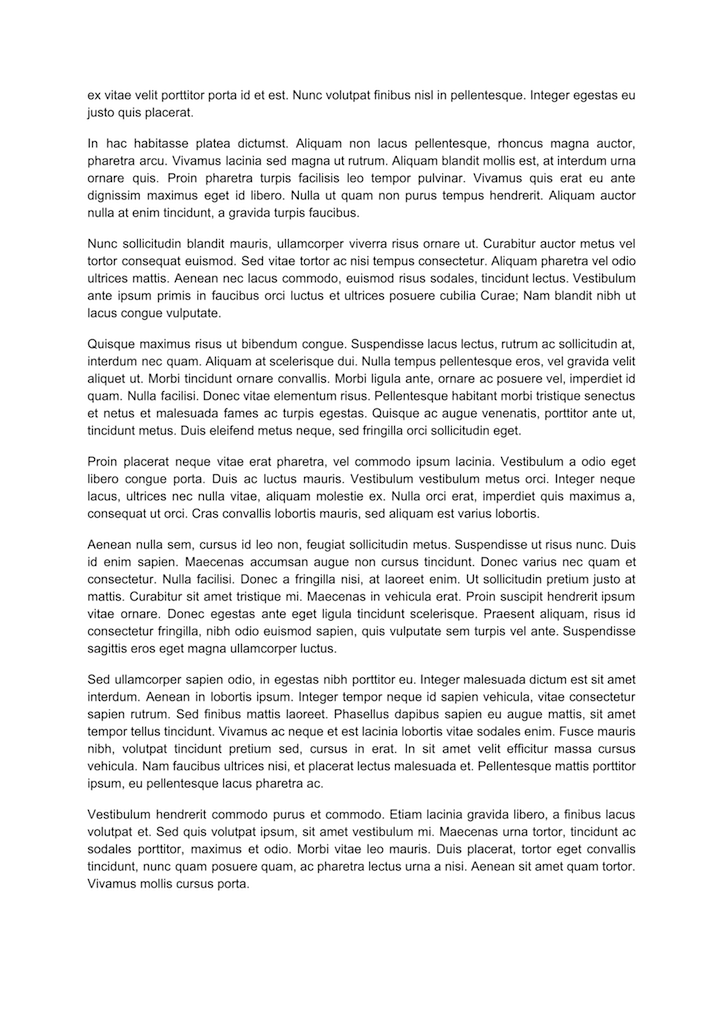 ex vitae velit porttitor porta id et est. Nunc volutpat finibus nisl in pellentesque. Integer egestas eu
justo quis placerat.
In hac habitasse platea dictumst. Aliquam non lacus pellentesque, rhoncus magna auctor,
pharetra arcu. Vivamus lacinia sed magna ut rutrum. Aliquam blandit mollis est, at interdum urna
ornare quis. Proin pharetra turpis facilisis leo tempor pulvinar. Vivamus quis erat eu ante
dignissim maximus eget id libero. Nulla ut quam non purus tempus hendrerit. Aliquam auctor
nulla at enim tincidunt, a gravida turpis faucibus.
Nunc sollicitudin blandit mauris, ullamcorper viverra risus ornare ut. Curabitur auctor metus vel
tortor consequat euismod. Sed vitae tortor ac nisi tempus consectetur. Aliquam pharetra vel odio
ultrices mattis. Aenean nec lacus commodo, euismod risus sodales, tincidunt lectus. Vestibulum
ante ipsum primis in faucibus orci luctus et ultrices posuere cubilia Curae; Nam blandit nibh ut
lacus congue vulputate.
Quisque maximus risus ut bibendum congue. Suspendisse lacus lectus, rutrum ac sollicitudin at,
interdum nec quam. Aliquam at scelerisque dui. Nulla tempus pellentesque eros, vel gravida velit
aliquet ut. Morbi tincidunt ornare convallis. Morbi ligula ante, ornare ac posuere vel, imperdiet id
quam. Nulla facilisi. Donec vitae elementum risus. Pellentesque habitant morbi tristique senectus
et netus et malesuada fames ac turpis egestas. Quisque ac augue venenatis, porttitor ante ut,
tincidunt metus. Duis eleifend metus neque, sed fringilla orci sollicitudin eget.
Proin placerat neque vitae erat pharetra, vel commodo ipsum lacinia. Vestibulum a odio eget
libero congue porta. Duis ac luctus mauris. Vestibulum vestibulum metus orci. Integer neque
lacus, ultrices nec nulla vitae, aliquam molestie ex. Nulla orci erat, imperdiet quis maximus a,
consequat ut orci. Cras convallis lobortis mauris, sed aliquam est varius lobortis.
Aenean nulla sem, cursus id leo non, feugiat sollicitudin metus. Suspendisse ut risus nunc. Duis
id enim sapien. Maecenas accumsan augue non cursus tincidunt. Donec varius nec quam et
consectetur. Nulla facilisi. Donec a fringilla nisi, at laoreet enim. Ut sollicitudin pretium justo at
mattis. Curabitur sit amet tristique mi. Maecenas in vehicula erat. Proin suscipit hendrerit ipsum
vitae ornare. Donec egestas ante eget ligula tincidunt scelerisque. Praesent aliquam, risus id
consectetur fringilla, nibh odio euismod sapien, quis vulputate sem turpis vel ante. Suspendisse
sagittis eros eget magna ullamcorper luctus.
Sed ullamcorper sapien odio, in egestas nibh porttitor eu. Integer malesuada dictum est sit amet
interdum. Aenean in lobortis ipsum. Integer tempor neque id sapien vehicula, vitae consectetur
sapien rutrum. Sed finibus mattis laoreet. Phasellus dapibus sapien eu augue mattis, sit amet
tempor tellus tincidunt. Vivamus ac neque et est lacinia lobortis vitae sodales enim. Fusce mauris
nibh, volutpat tincidunt pretium sed, cursus in erat. In sit amet velit efficitur massa cursus
vehicula. Nam faucibus ultrices nisi, et placerat lectus malesuada et. Pellentesque mattis porttitor
ipsum, eu pellentesque lacus pharetra ac.
Vestibulum hendrerit commodo purus et commodo. Etiam lacinia gravida libero, a finibus lacus
volutpat et. Sed quis volutpat ipsum, sit amet vestibulum mi. Maecenas urna tortor, tincidunt ac
sodales porttitor, maximus et odio. Morbi vitae leo mauris. Duis placerat, tortor eget convallis
tincidunt, nunc quam posuere quam, ac pharetra lectus urna a nisi. Aenean sit amet quam tortor.
Vivamus mollis cursus porta.